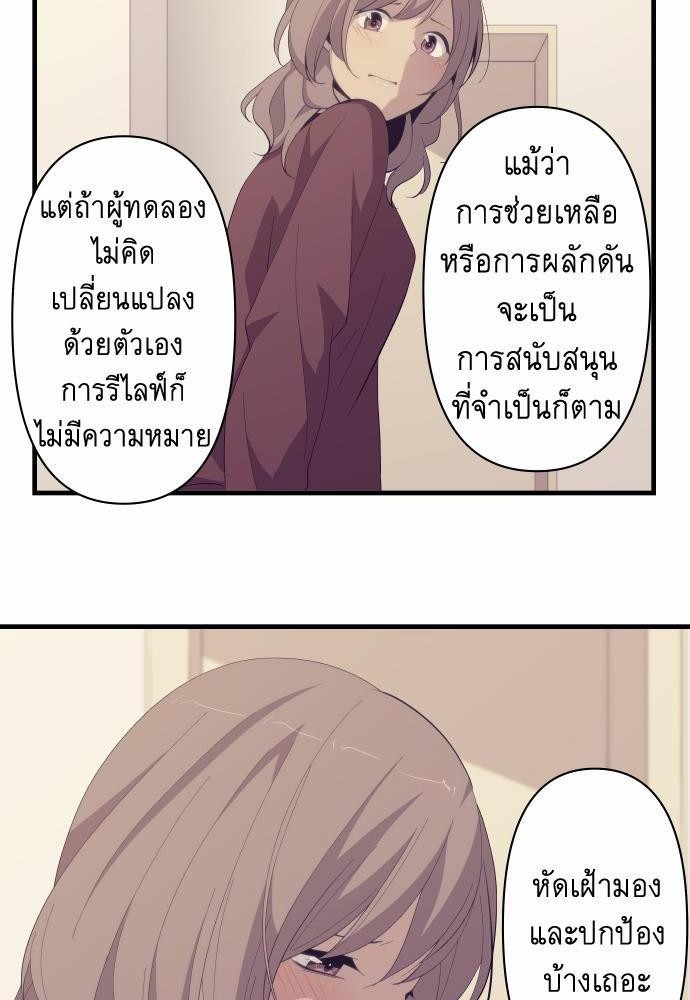 แม้ว่า
การช่วยเหลือ
หรือการผลักดัน
จะเป็น
การสนับสนุน
ที่จำเป็นก็ตาม
แต่ถ้าผู้ทดลอง
ไม่คิด
เปลี่ยนแปลง
ด้วยตัวเอง
การรีไลฟ์ก็
ไม่มีความหมาย
หัดเฝ้ามอง
และปกป้อง
บ้างเถอะ